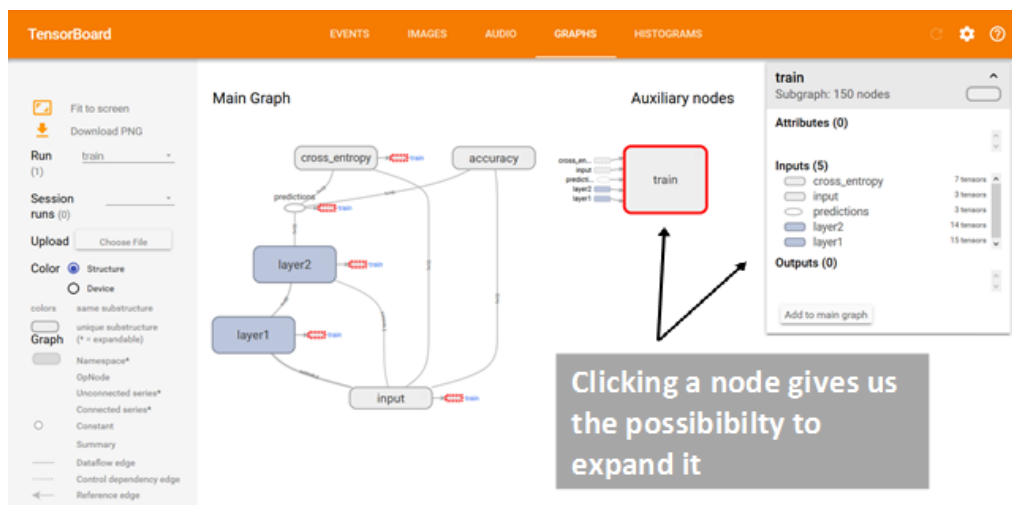 TensorBoard
EVENTS IMAGES AUDIO GRAPHS HISTOGRAMS
Fit to screen
Download PNG
Run train
(1)
Session
runs (0)
Upload Choose File
Color Structure
Device
colors same substructure
unique substructure
Graph (* = expandable)
Namespace*
OpNode
Unconnected series*
Connected series*
Constant
Summary
Dataflow edge
Control dependency edge
Reference edge
Main Graph
cross_entropy train
accuracy
predictions
train
layer2 train
layer1 train
input train
Auxiliary nodes
cross_en...
input
predicti...
layer2
layer1
train
train
Subgraph: 150 nodes
Attributes (0)
Inputs (5)
cross_entropy 7 tensors
input 3 tensors
predictions 3 tensors
layer2 14 tensors
layer1 15 tensors
Outputs (0)
Add to main graph
Clicking a node gives us
the possibibilty to
expand it